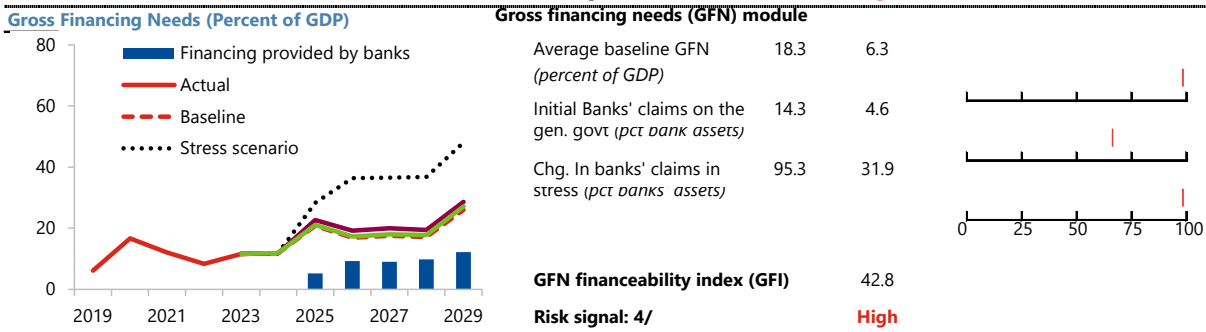 Gross Financing Needs (Percent of GDP)
80
60
40
20
0
Financing provided by banks
Actual
Baseline
Stress scenario
2019 2021 2023 2025 2027 2029
Gross financing needs (GFN) module
Average baseline GFN 18.3 6.3
(percent of GDP)
Initial Banks' claims on the 14.3 4.6
gen. govt (pct bank assets)
Chg. In banks' claims in 95.3 31.9
stress (pct banks' assets)
0 25 50 75 100
GFN financeability index (GFI) 42.8
Risk signal: 4/ High